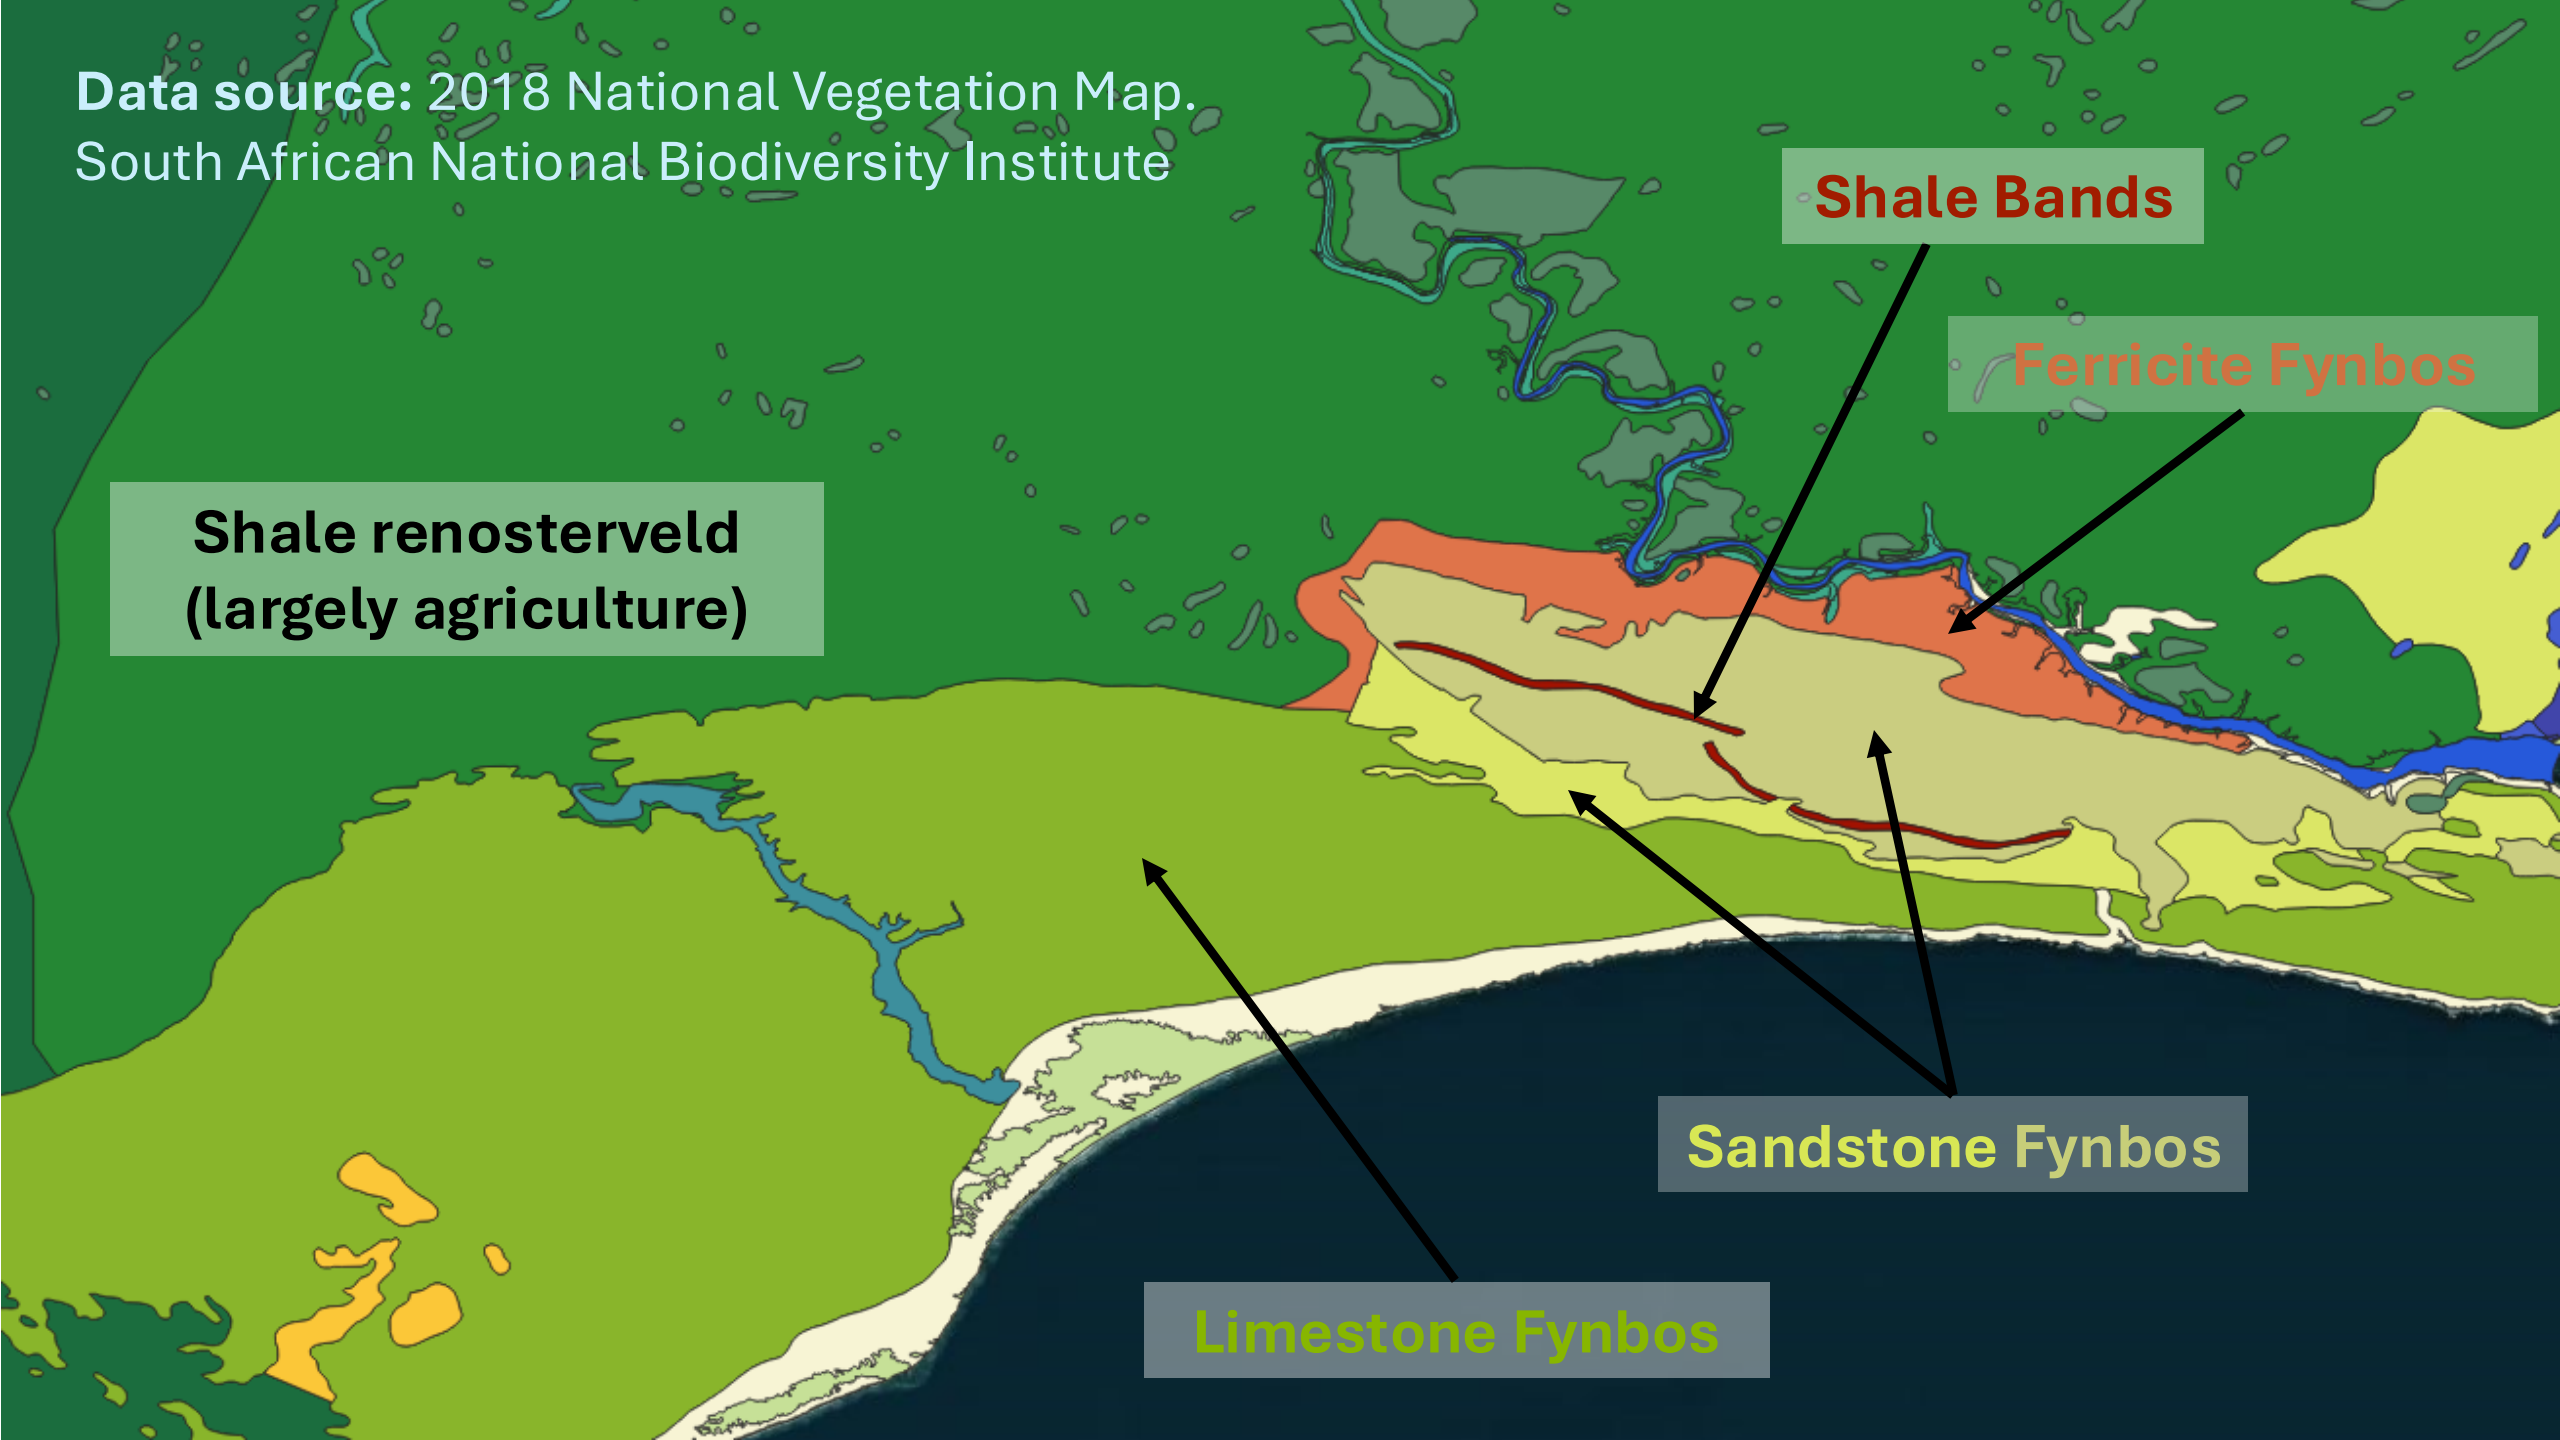 Data source: 2018 National Vegetation Map.
South African National Biodiversity Institute
Shale Bands
Ferricite Fynbos
Shale renosterveld
(largely agriculture)
Sandstone Fynbos
Limestone Fynbos